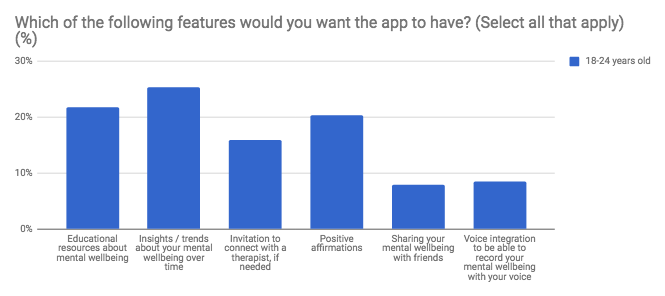 Which of the following features would you want the app to have? (Select all that apply)
(%)
30%
18-24 years old
20%
10%
0%
Educational
resources about
mental wellbeing
Insights / trends
about your mental
wellbeing over
time
Invitation to
connect with a
therapist, if
needed
Positive
affirmations
Sharing your
mental wellbeing
with friends
Voice integration
to be able to
record your
mental wellbeing
with your voice